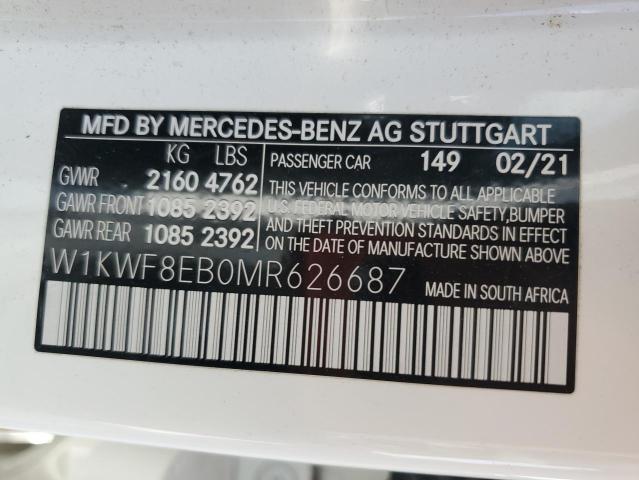 MFD BY MERCEDES-BENZ AG STUTTGART
KG LBS
GVWR 2160 4762
GAWR FRONT 1085 2392
GAWR REAR 1085 2392
PASSENGER CAR 149 02/21
THIS VEHICLE CONFORMS TO ALL APPLICABLE
U.S. FEDERAL MOTOR VEHICLE SAFETY,BUMPER
AND THEFT PREVENTION STANDARDS IN EFFECT
ON THE DATE OF MANUFACTURE SHOWN ABOVE
W1KWF8EB0MR626687
MADE IN SOUTH AFRICA